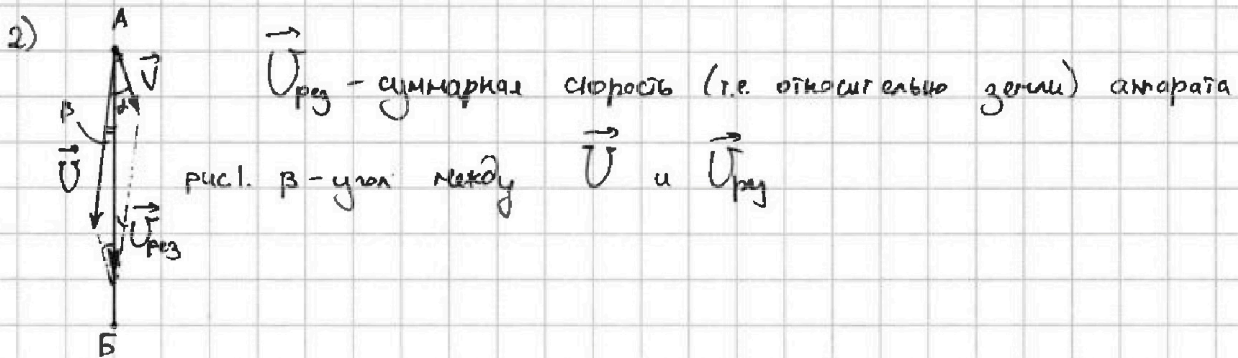 2)
A
V
α
β
U
U рез - суммарная скорость (т.е. относительно земли) аппарата
рис1. β - угол между U и U рез
U рез
Б